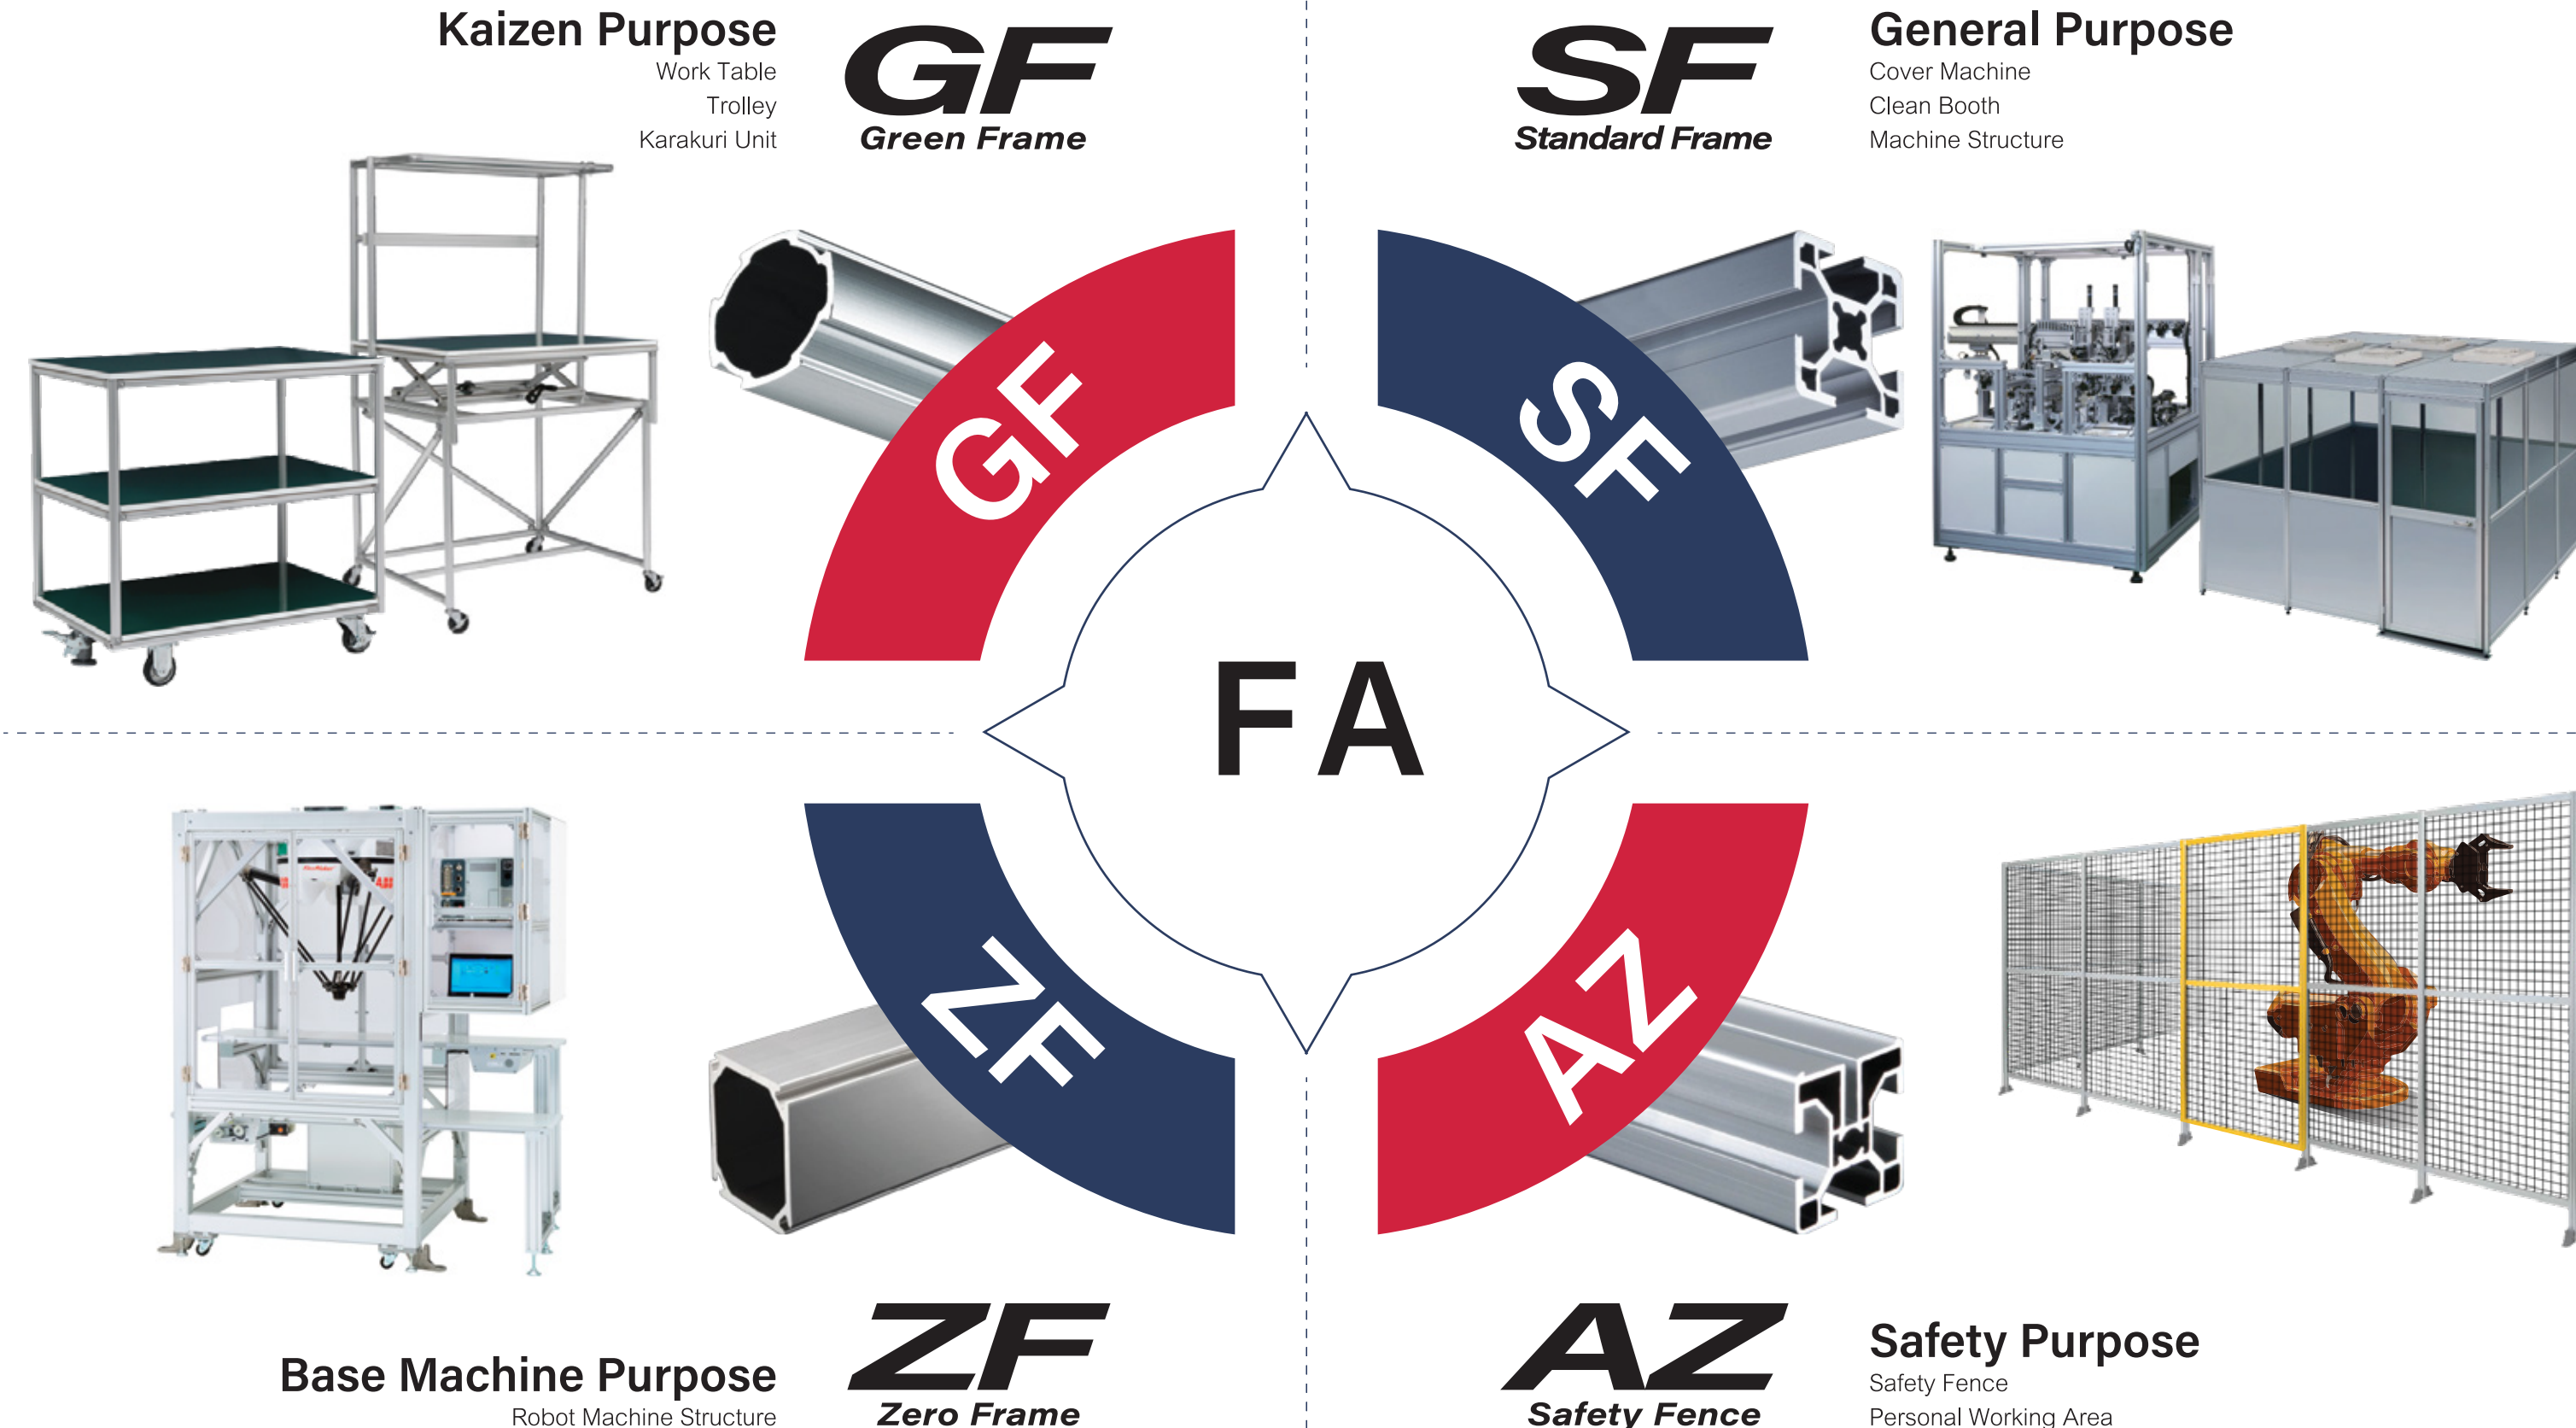 Kaizen Purpose
Work Table
Trolley
Karakuri Unit
GF
Green Frame
SF
Standard Frame
General Purpose
Cover Machine
Clean Booth
Machine Structure
GF
SF
FA
ZF
AZ
Base Machine Purpose
Robot Machine Structure
ZF
Zero Frame
AZ
Safety Fence
Safety Purpose
Safety Fence
Personal Working Area